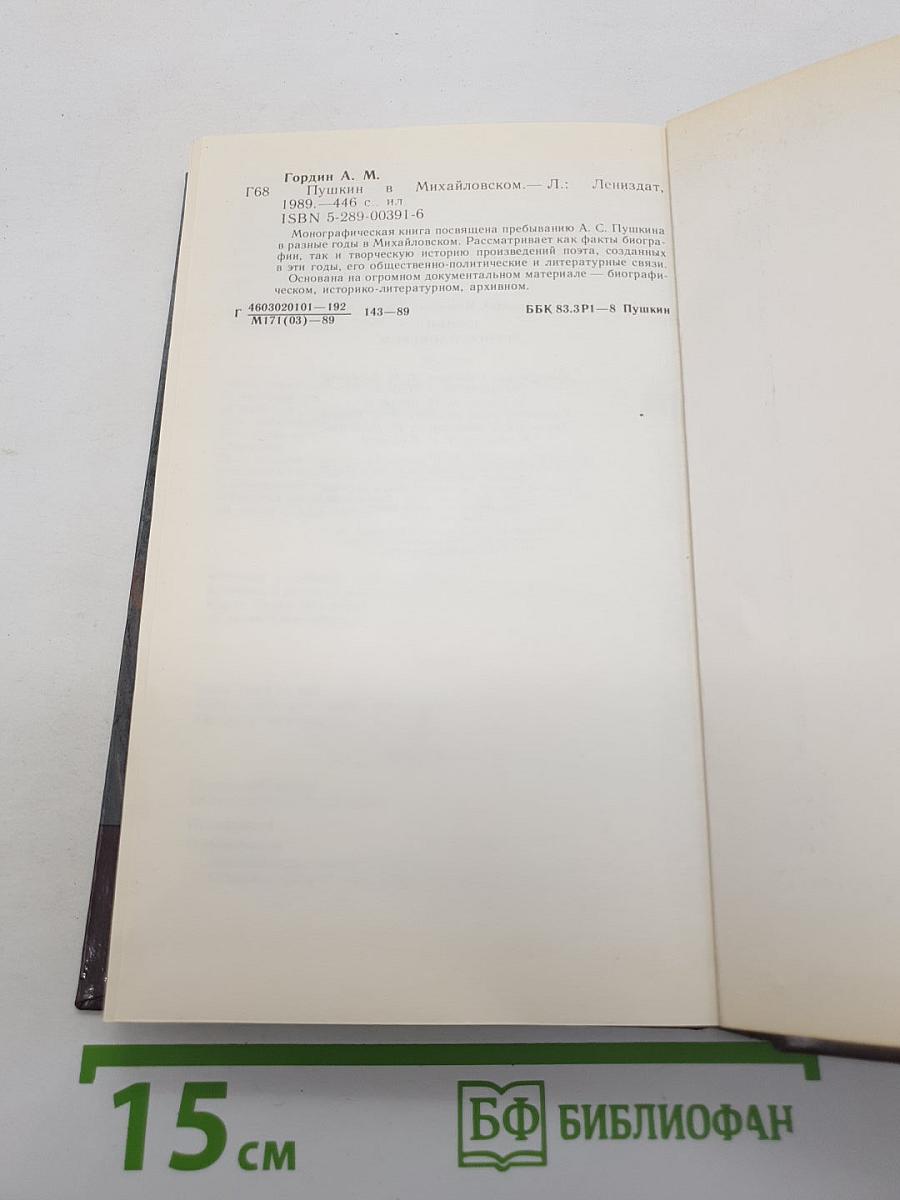 Гордин А. М.
Г68 Пушкин в Михайловском.— Л.: Лениздат,
1989.—446 с.. ил
ISBN 5-289-00391-6
Монографическая книга посвящена пребыванию А. С. Пушкина
в разные годы в Михайловском. Рассматривает как факты биогра-
фии, так и творческую историю произведений поэта, созданных
в эти годы, его общественно-политические и литературные связи.
Основана на огромном документальном материале — биографи-
ческом, историко-литературном, архивном.
Г 4603020101—192
М171(03)—89 143—89 ББК 83.3Р1—8 Пушкин
15 см
БФ БИБЛИОФАН